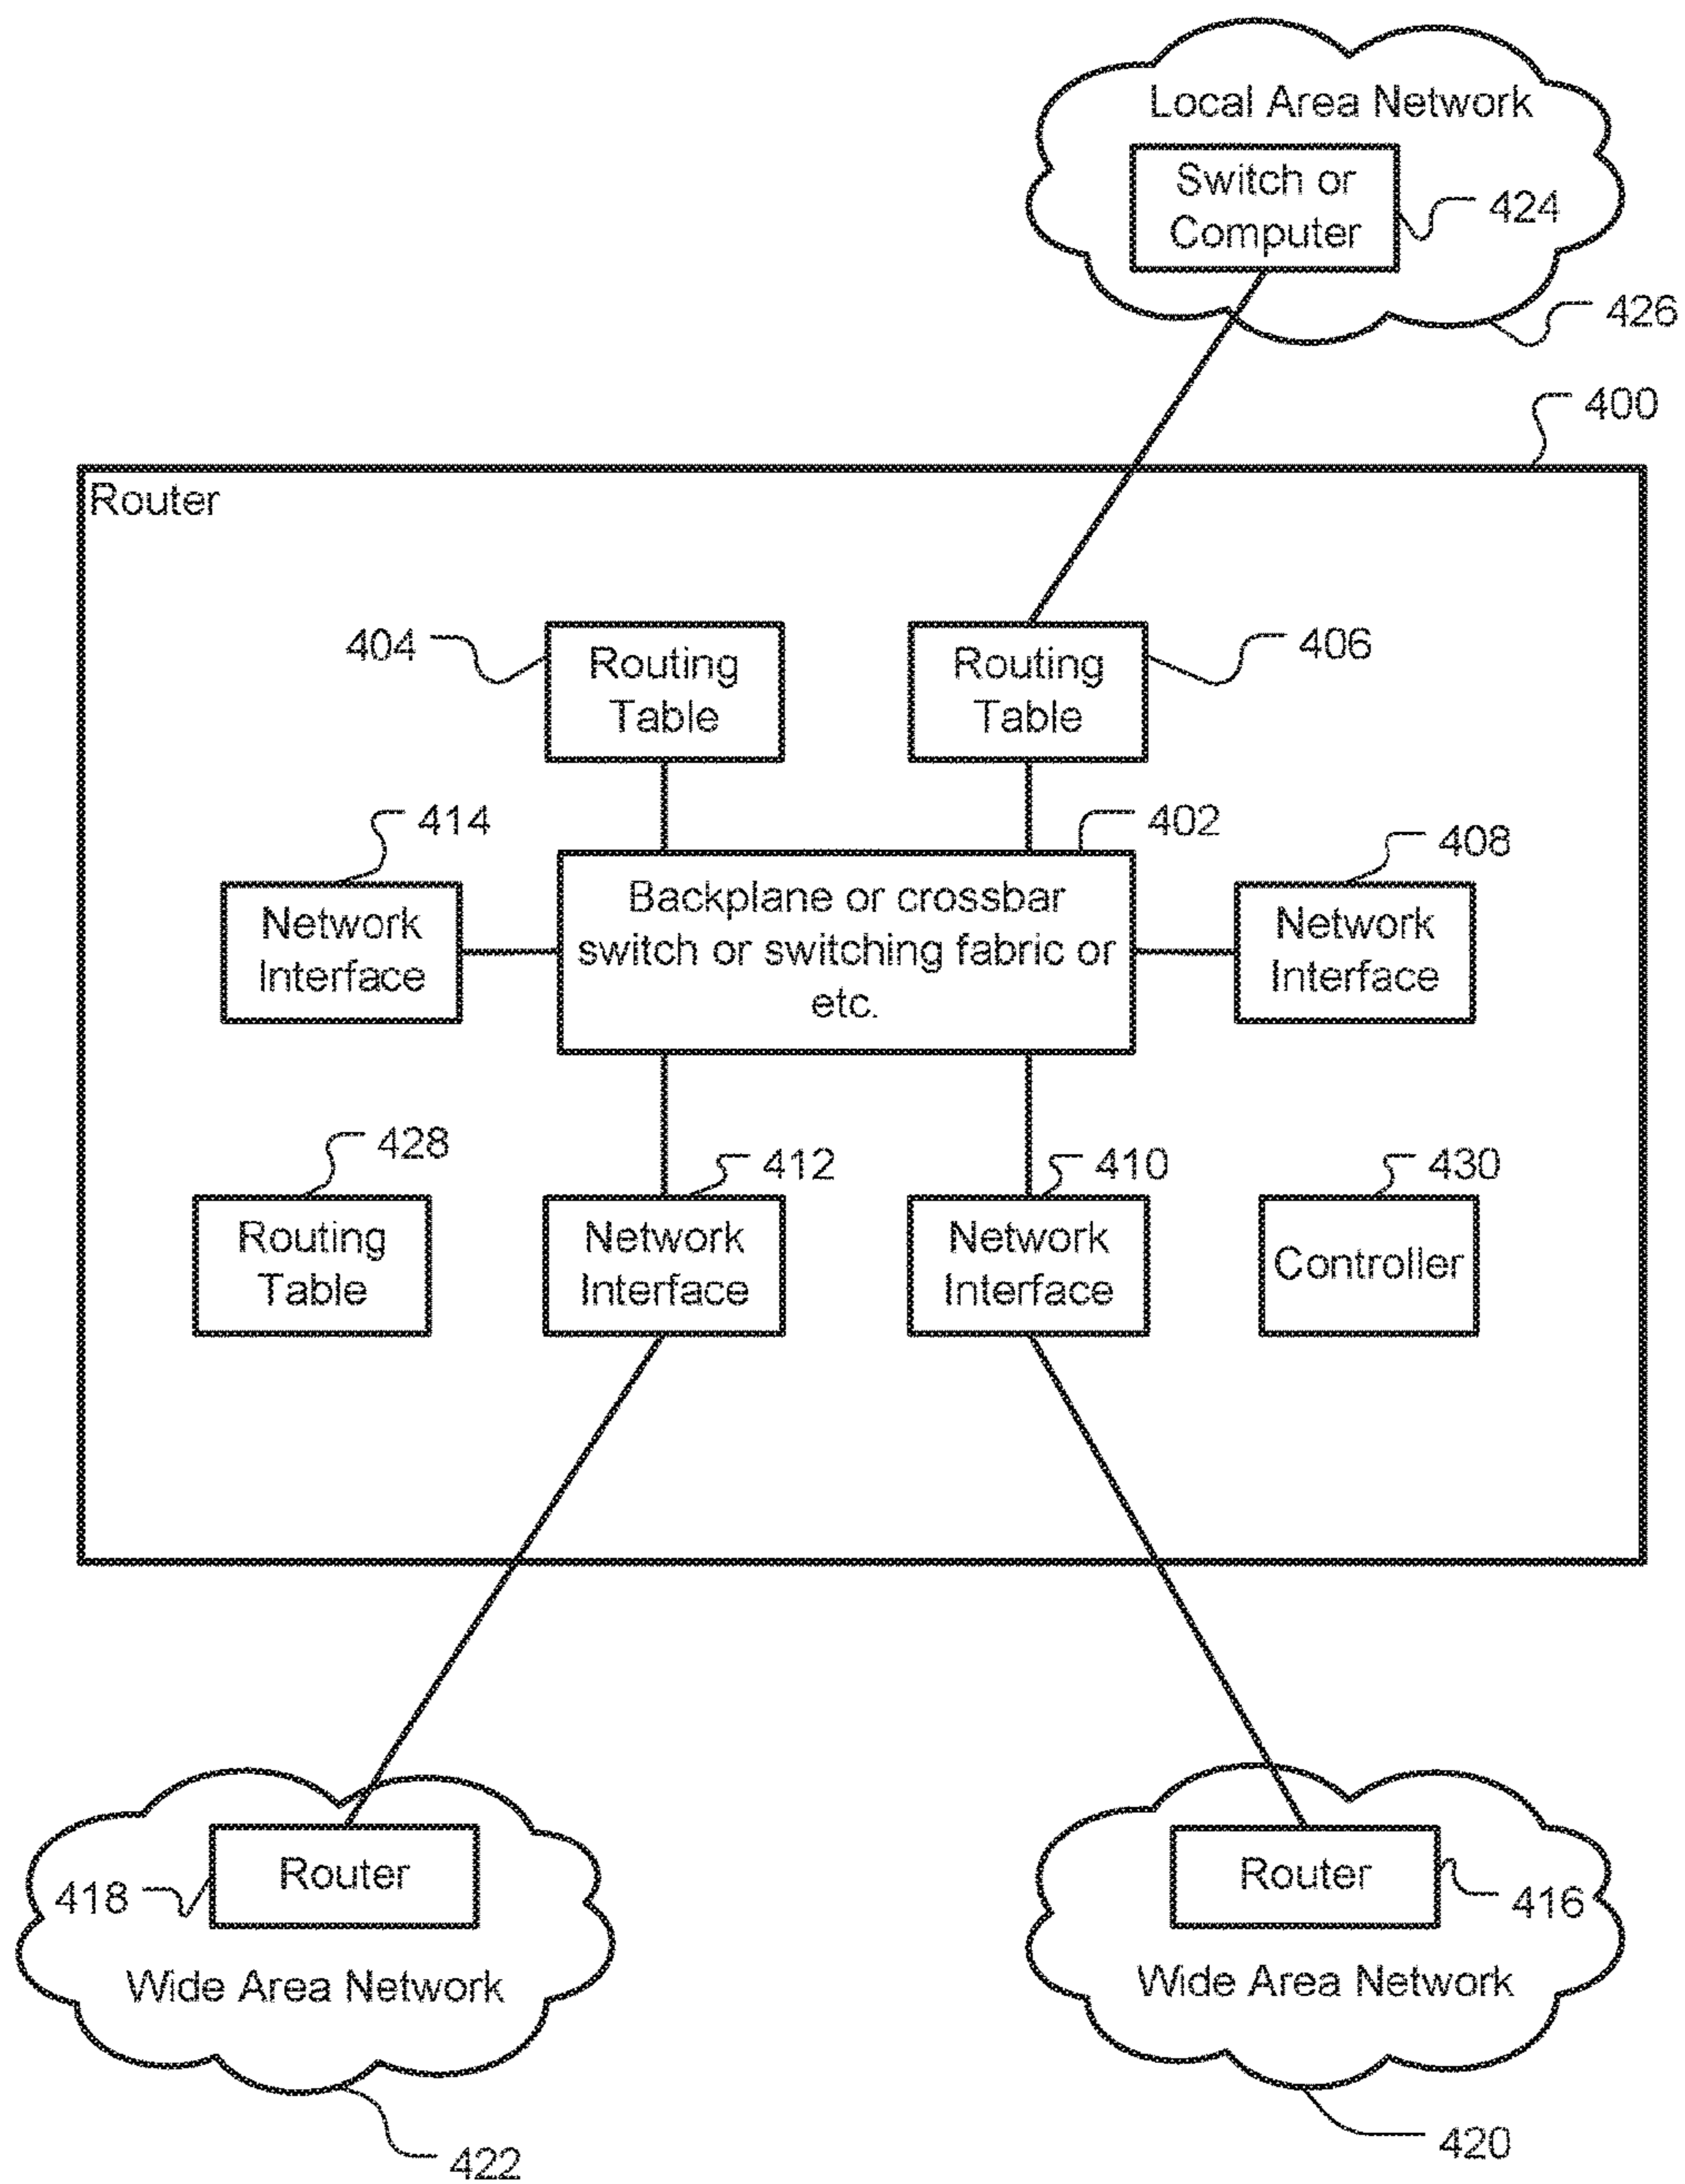 Local Area Network
Switch or
Computer
424
426
400
Router
404
Routing
Table
Routing
Table
406
414
402
408
Network
Interface
Backplane or crossbar
switch or switching fabric or
etc.
Network
Interface
428
412
410
430
Routing
Table
Network
Interface
Network
Interface
Controller
418
Router
Wide Area Network
Router
416
Wide Area Network
422
420